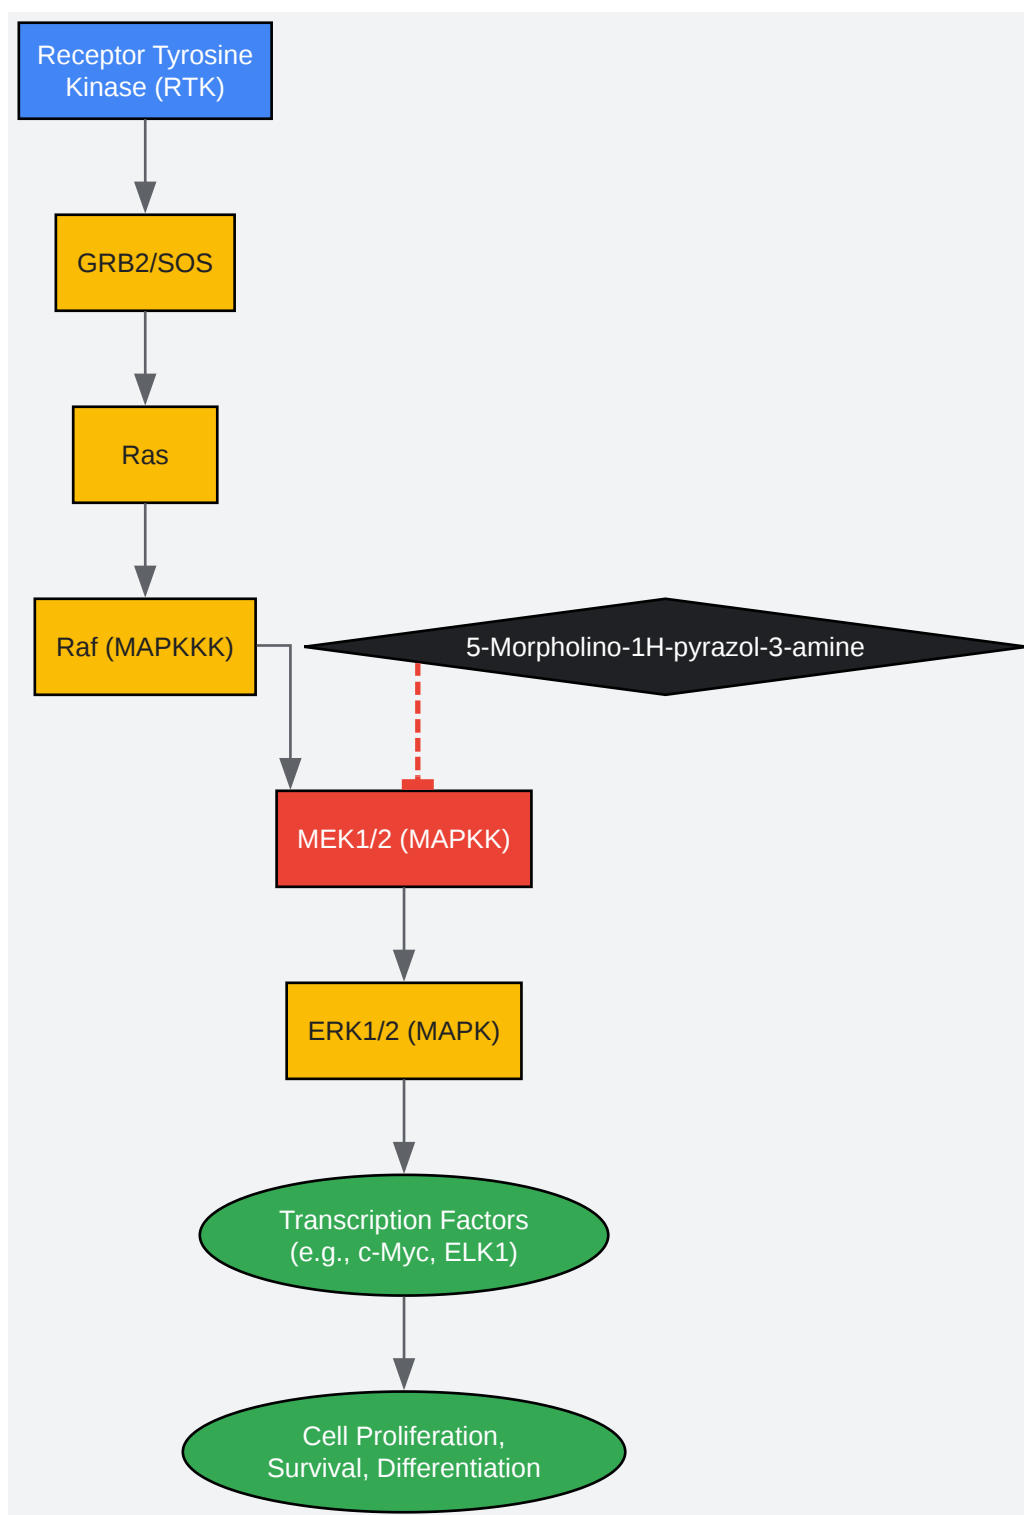 Receptor Tyrosine
Kinase (RTK)
GRB2/SOS
Ras
Raf (MAPKKK)
5-Morpholino-1H-pyrazol-3-amine
MEK1/2 (MAPKK)
ERK1/2 (MAPK)
Transcription Factors
(e.g., c-Myc, ELK1)
Cell Proliferation,
Survival, Differentiation